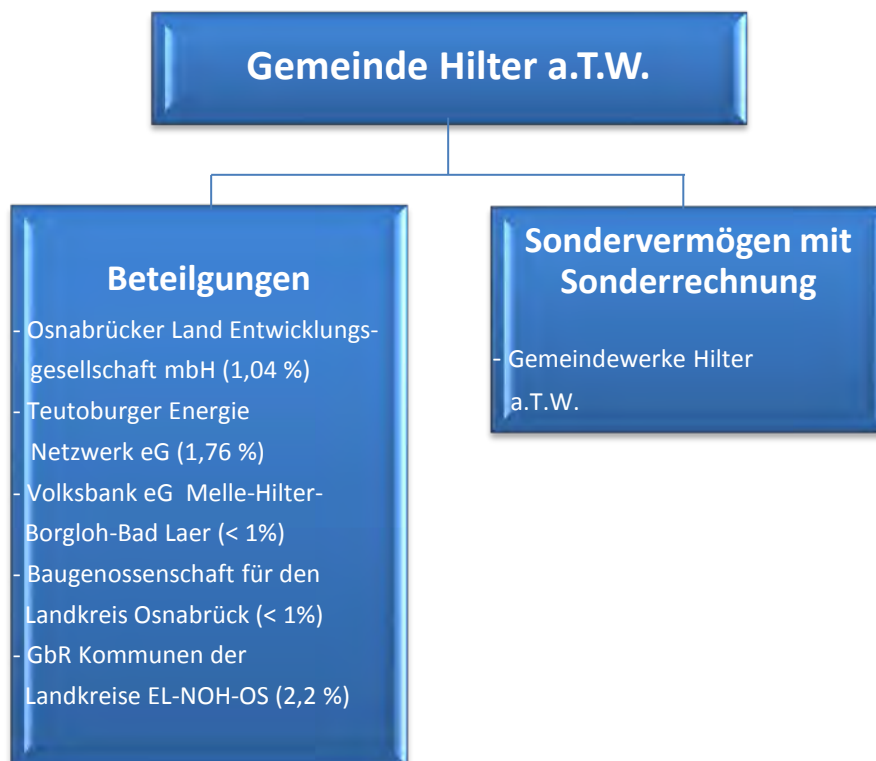 Gemeinde Hilter a.T.W.
Beteilgungen
- Osnabrücker Land Entwicklungs-
gesellschaft mbH (1,04 %)
- Teutoburger Energie
Netzwerk eG (1,76 %)
- Volksbank eG  Melle-Hilter-
Borgloh-Bad Laer (< 1%)
- Baugenossenschaft für den
Landkreis Osnabrück (< 1%)
- GbR Kommunen der
Landkreise EL-NOH-OS (2,2 %)
Sondervermögen mit
Sonderrechnung
- Gemeindewerke Hilter
a.T.W.